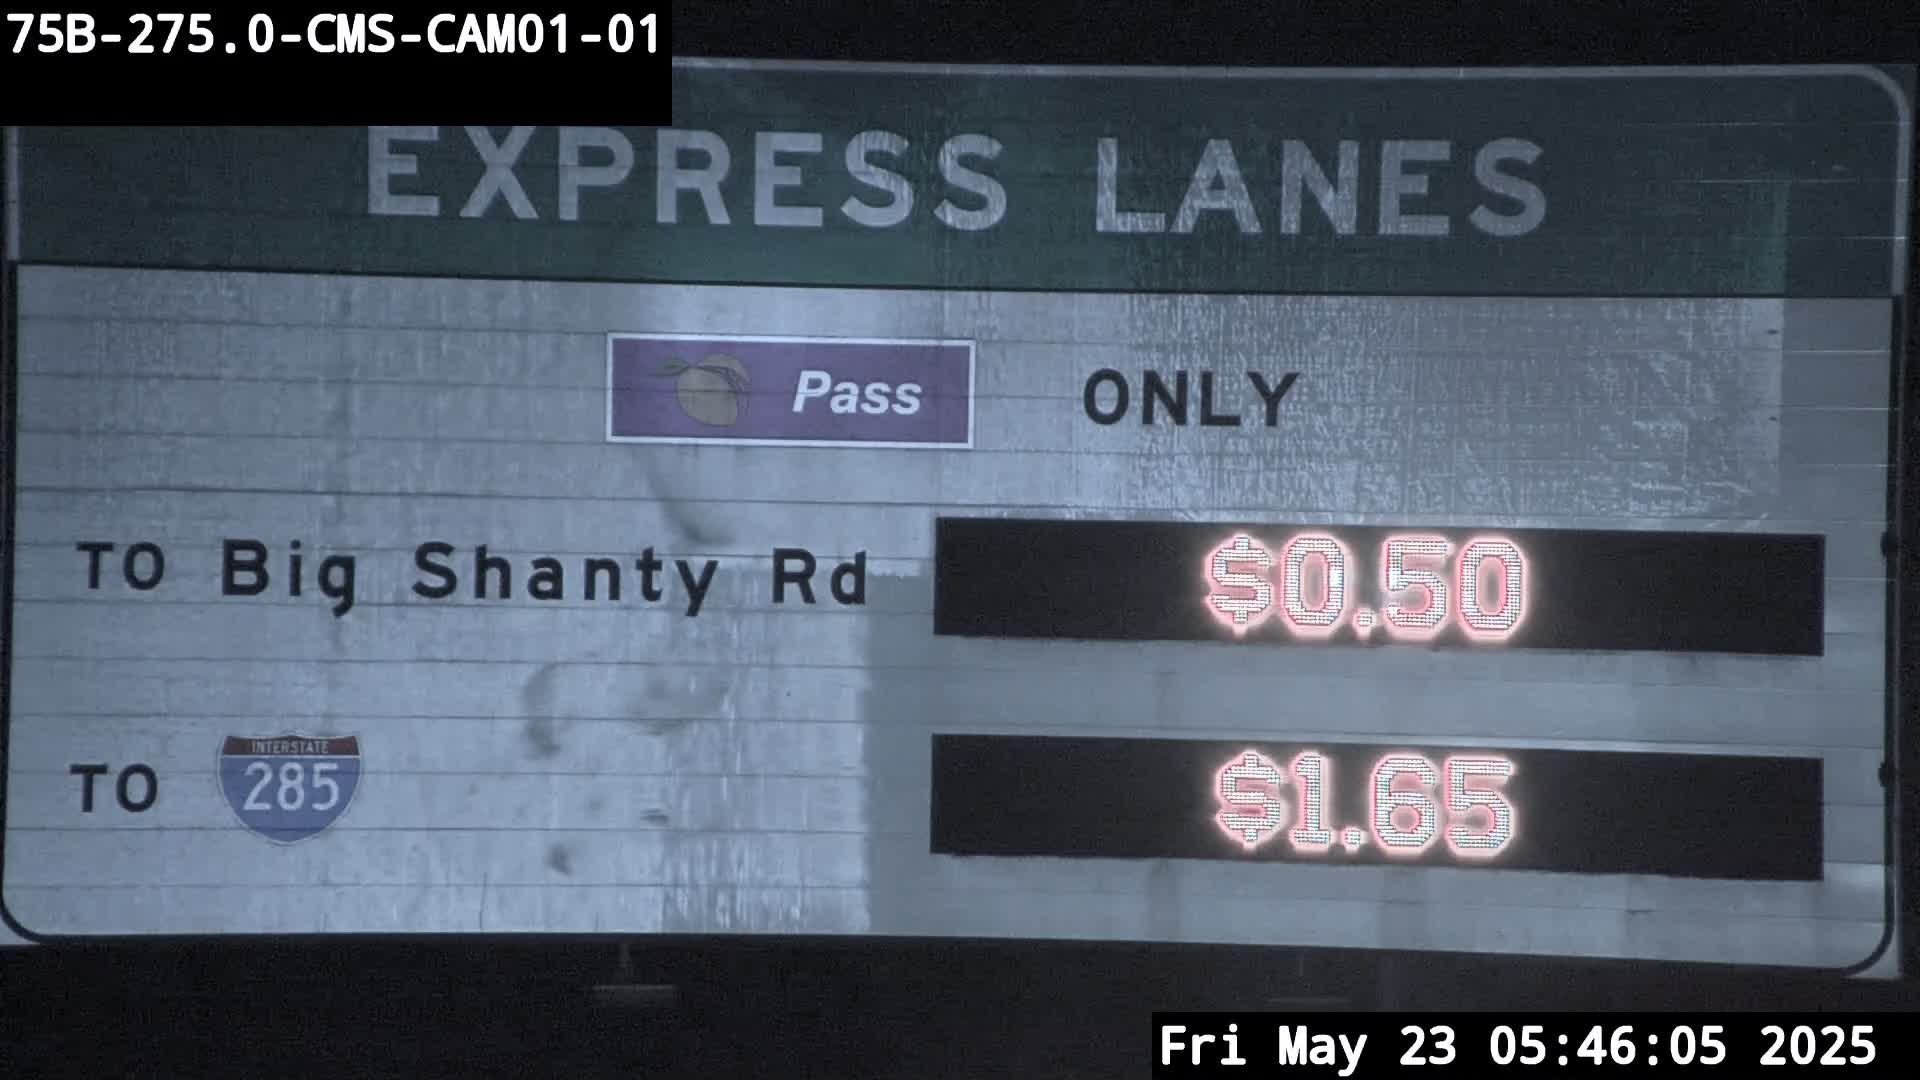 75B-275.0-CMS-CAM01-01
EXPRESS LANES
Pass ONLY
TO Big Shanty Rd $0.50
INTERSTATE
TO 285 $1.65
Fri May 23 05:46:05 2025